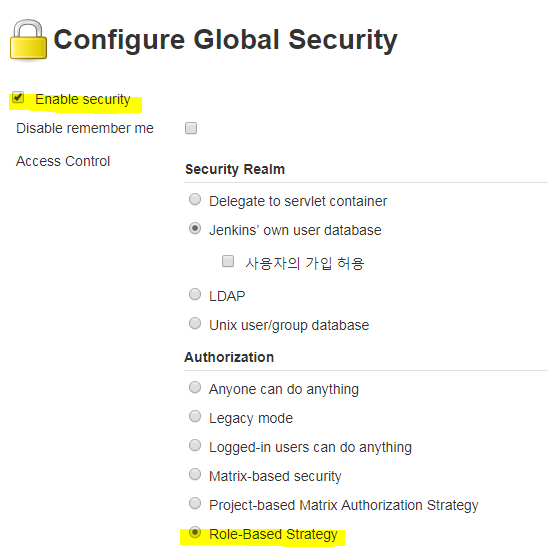 Configure Global Security
Enable security
Disable remember me
Access Control
Security Realm
Delegate to servlet container
Jenkins’ own user database
사용자의 가입 허용
LDAP
Unix user/group database
Authorization
Anyone can do anything
Legacy mode
Logged-in users can do anything
Matrix-based security
Project-based Matrix Authorization Strategy
Role-Based Strategy